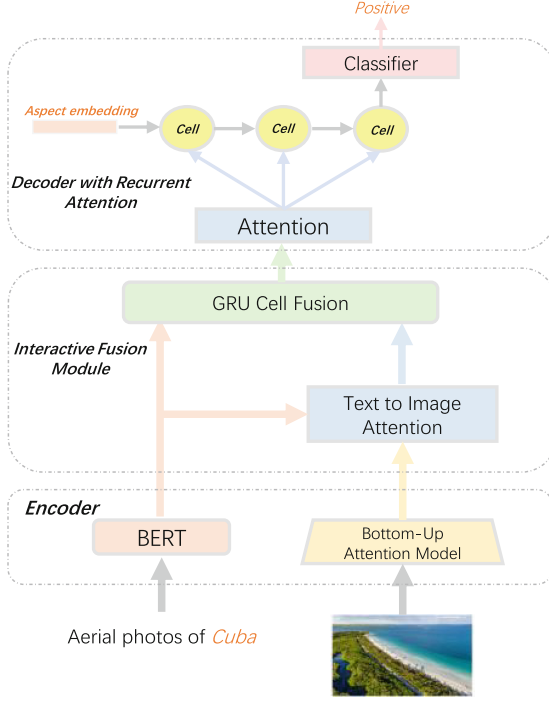 Positive
Classifier
Aspect embedding
Cell
Cell
Cell
Decoder with Recurrent
Attention
Attention
GRU Cell Fusion
Interactive Fusion
Module
Text to Image
Attention
Encoder
BERT
Bottom-Up
Attention Model
Aerial photos of Cuba